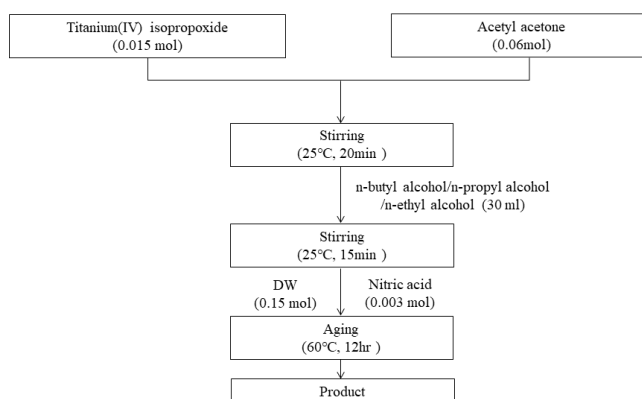 Titanium(IV) isopropoxide
(0.015 mol)
Acetyl acetone
(0.06mol)
Stirring
(25℃, 20min )
n-butyl alcohol/n-propyl alcohol
/n-ethyl alcohol (30 ml)
Stirring
(25℃, 15min )
DW
(0.15 mol)
Nitric acid
(0.003 mol)
Aging
(60℃, 12hr )
Product